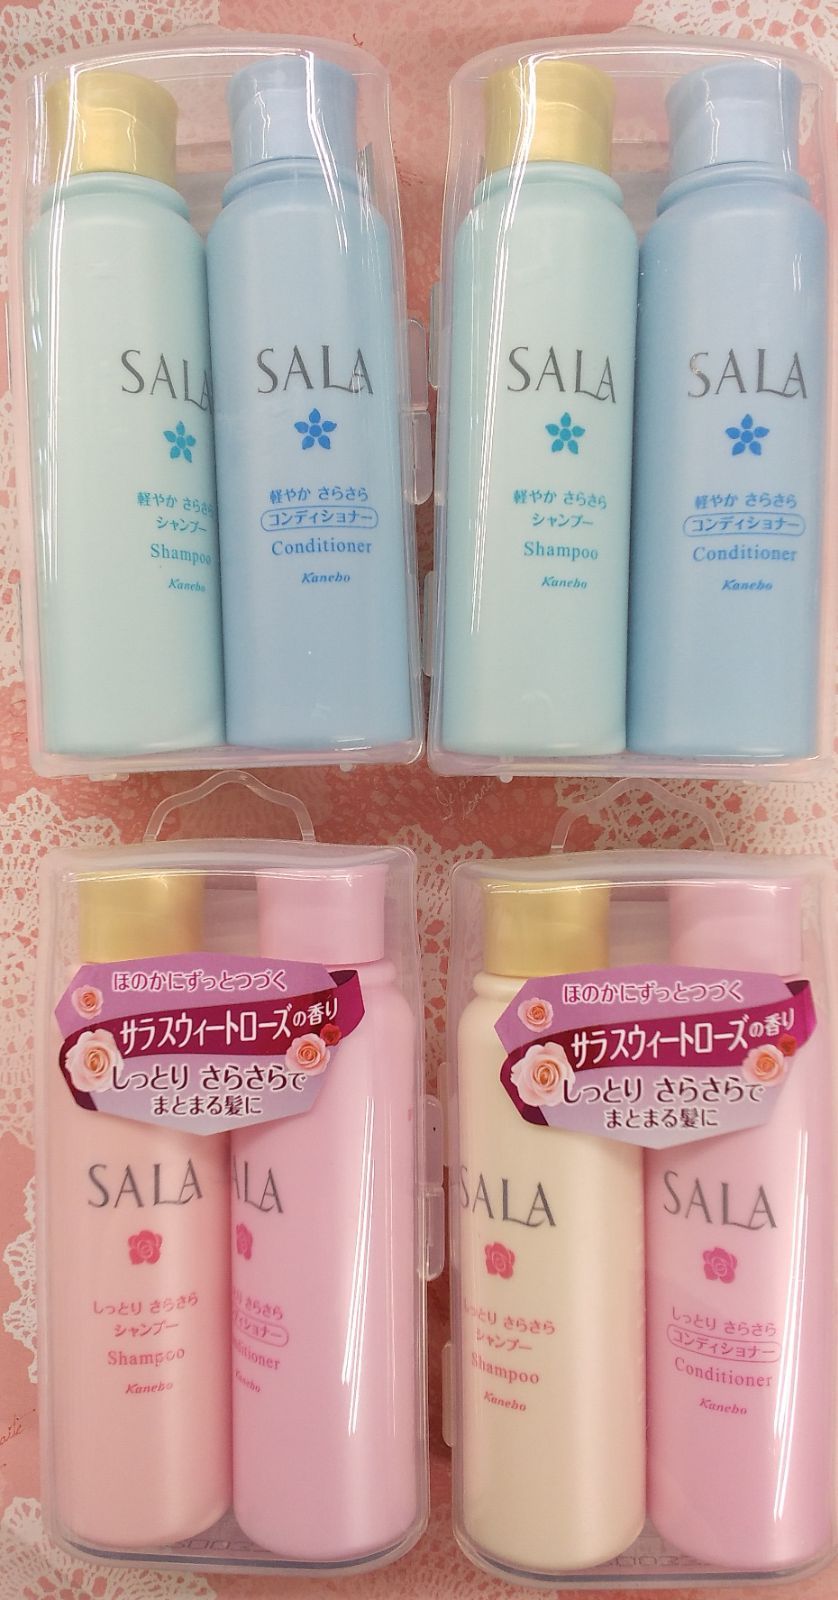 SALA
軽やか さらさら
シャンプー
Shampoo
Kanebo
SALA
軽やか さらさら
コンディショナー
Conditioner
Kanebo
SALA
軽やか さらさら
シャンプー
Shampoo
Kanebo
SALA
軽やか さらさら
コンディショナー
Conditioner
Kanebo
ほのかにずっとつづく
サラスウィートローズの香り
しっとり さらさらで
まとまる髪に
SALA
しっとり さらさら
シャンプー
Shampoo
Kanebo
ALA
さらさら
ショナー
ditioner
Kanebo
ほのかにずっとつづく
サラスウィートローズの香り
しっとり さらさらで
まとまる髪に
SALA
しっとり さらさら
シャンプー
Shampoo
Kanebo
SALA
しっとり さらさら
コンディショナー
Conditioner
Kanebo